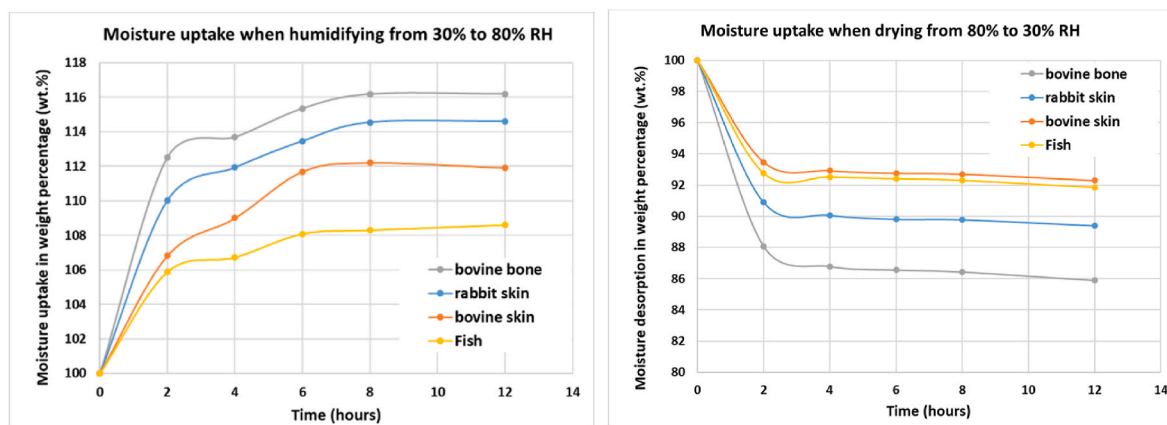 Moisture uptake when humidifying from 30% to 80% RH
Moisture uptake in weight percentage (wt.%)
118
116
114
112
110
108
106
104
102
100
bovine bone
rabbit skin
bovine skin
Fish
0 2 4 6 8 10 12 14
Time (hours)
Moisture uptake when drying from 80% to 30% RH
Moisture desorption in weight percentage (wt.%)
100
98
96
94
92
90
88
86
84
82
80
bovine bone
rabbit skin
bovine skin
Fish
0 2 4 6 8 10 12 14
Time (hours)